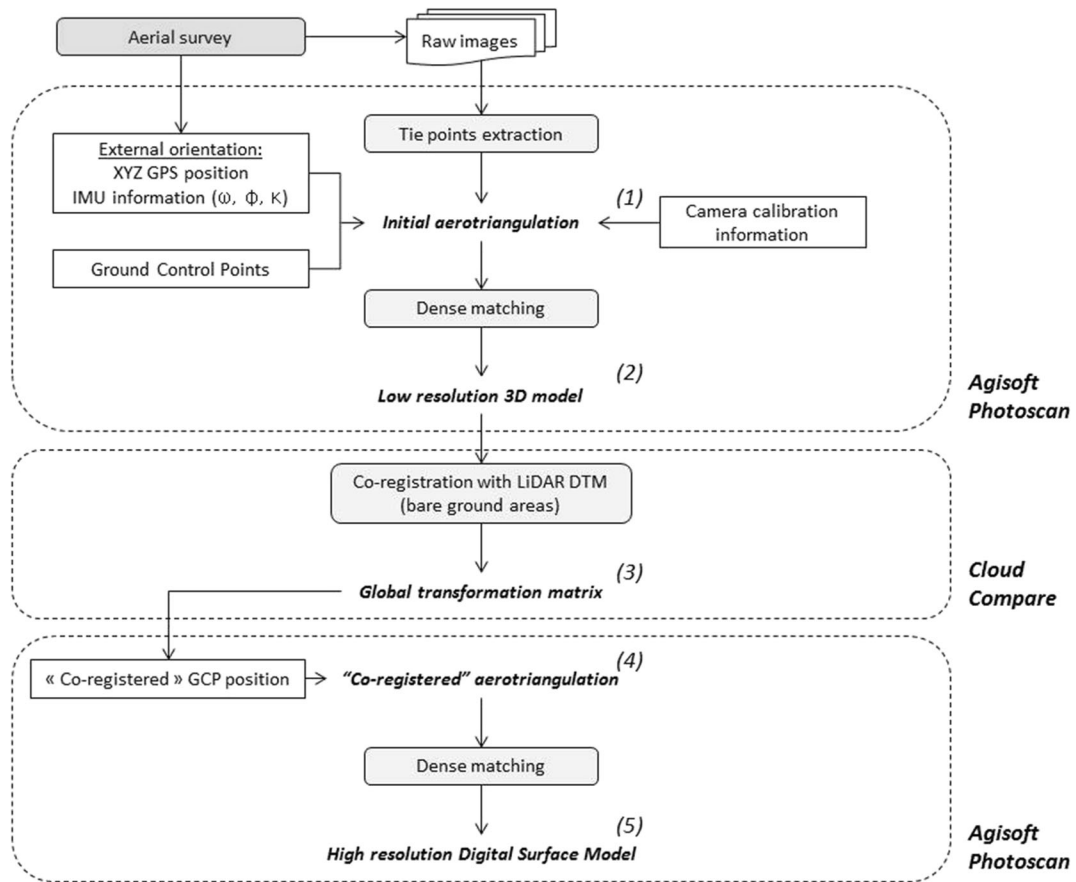 Aerial survey
Raw images
Tie points extraction
External orientation:
XYZ GPS position
IMU information (ω, Φ, κ)
(1)
Initial aerotriangulation
Camera calibration
information
Ground Control Points
Dense matching
(2)
Low resolution 3D model
Agisoft
Photoscan
Co-registration with LiDAR DTM
(bare ground areas)
(3)
Global transformation matrix
Cloud
Compare
(4)
« Co-registered » GCP position
“Co-registered” aerotriangulation
Dense matching
(5)
High resolution Digital Surface Model
Agisoft
Photoscan